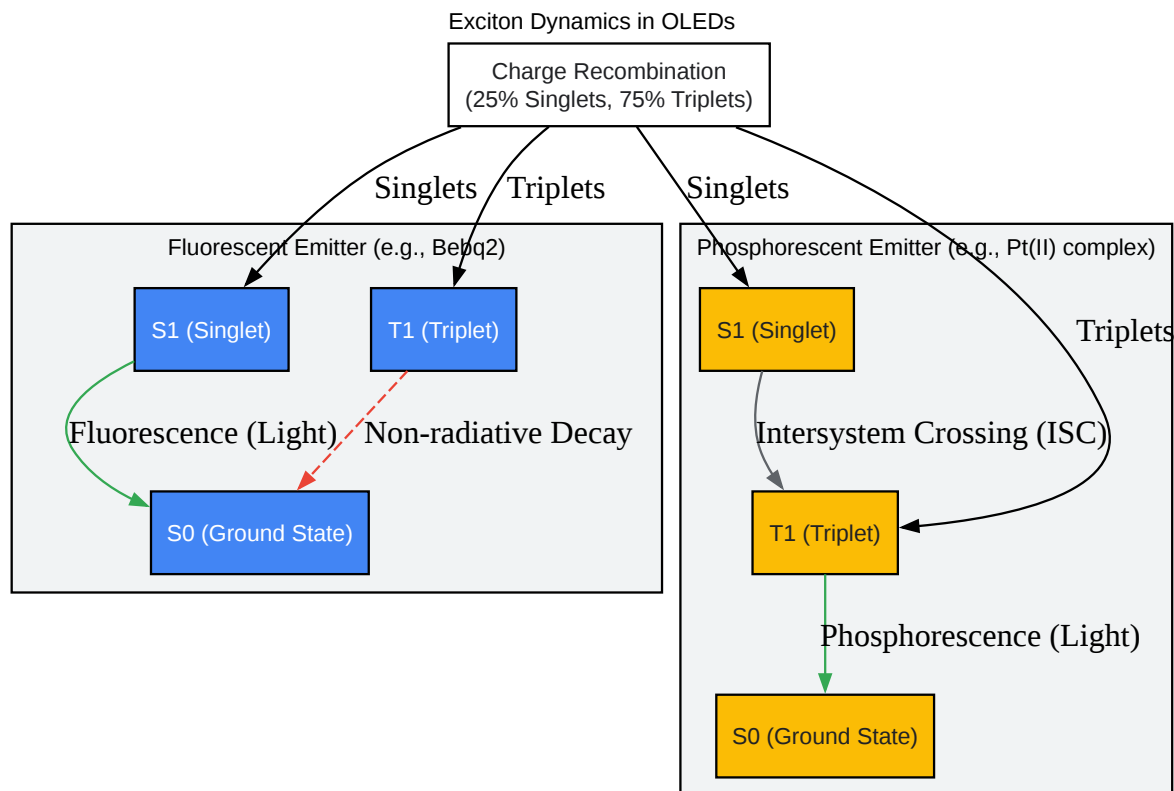 Exciton Dynamics in OLEDs
Charge Recombination
(25% Singlets, 75% Triplets)
Singlets
Triplets
Singlets
Fluorescent Emitter (e.g., Bebq2)
Phosphorescent Emitter (e.g., Pt(II) complex)
S1 (Singlet)
T1 (Triplet)
S1 (Singlet)
Triplets
Fluorescence (Light)
Non-radiative Decay
Intersystem Crossing (ISC)
S0 (Ground State)
T1 (Triplet)
Phosphorescence (Light)
S0 (Ground State)